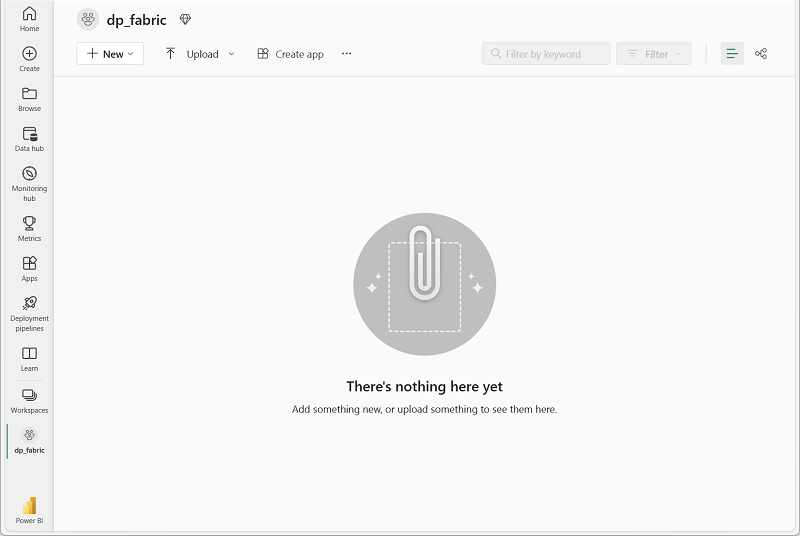 dp_fabric
New
Upload
Create app
Filter by keyword
Filter
Home
Create
Browse
Data hub
Monitoring
hub
Metrics
Apps
Deployment
pipelines
Learn
Workspaces
dp_fabric
Power BI
There's nothing here yet
Add something new, or upload something to see them here.